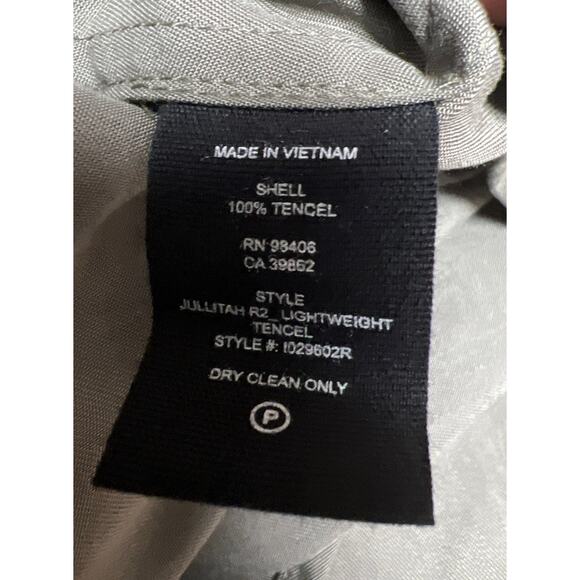 MADE IN VIETNAM
SHELL
100% TENCEL
RN 98406
CA 39862
STYLE
JULLITAH R2_ LIGHTWEIGHT
TENCEL
STYLE #: I029602R
DRY CLEAN ONLY
P